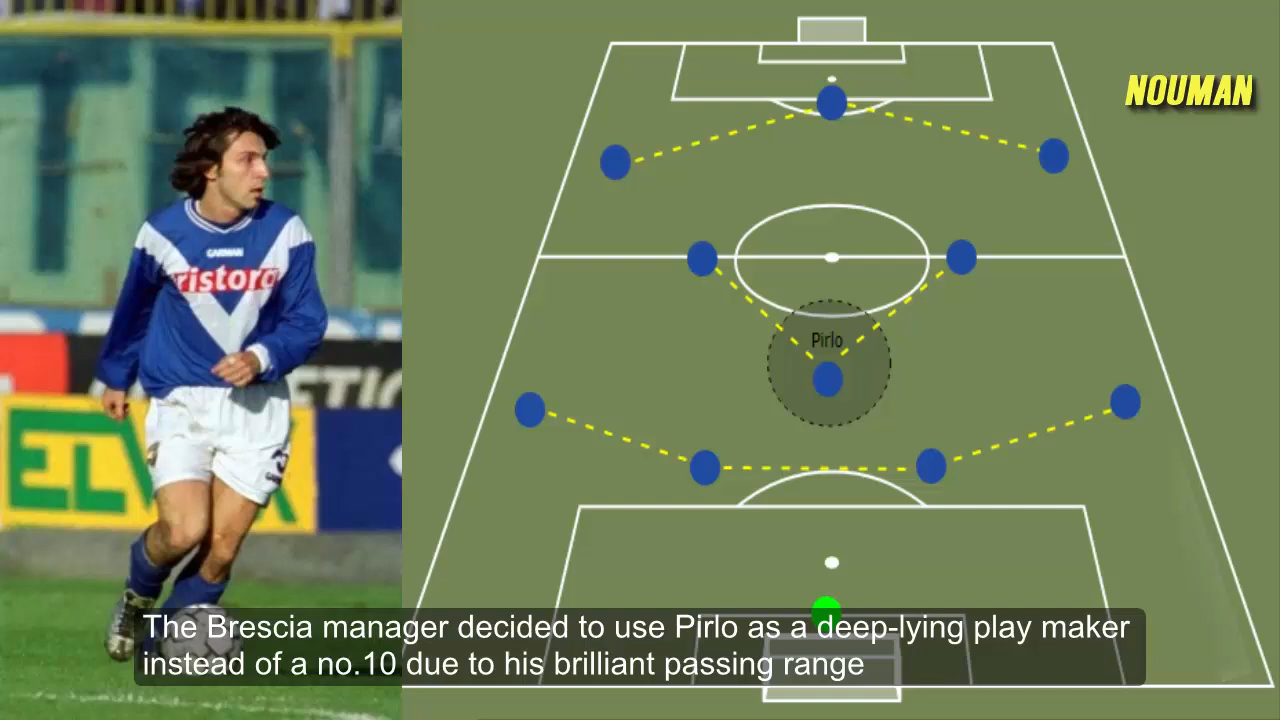 NOUMAN
CARMAN
ristora
Pirlo
ELV
The Brescia manager decided to use Pirlo as a deep-lying play maker
instead of a no.10 due to his brilliant passing range